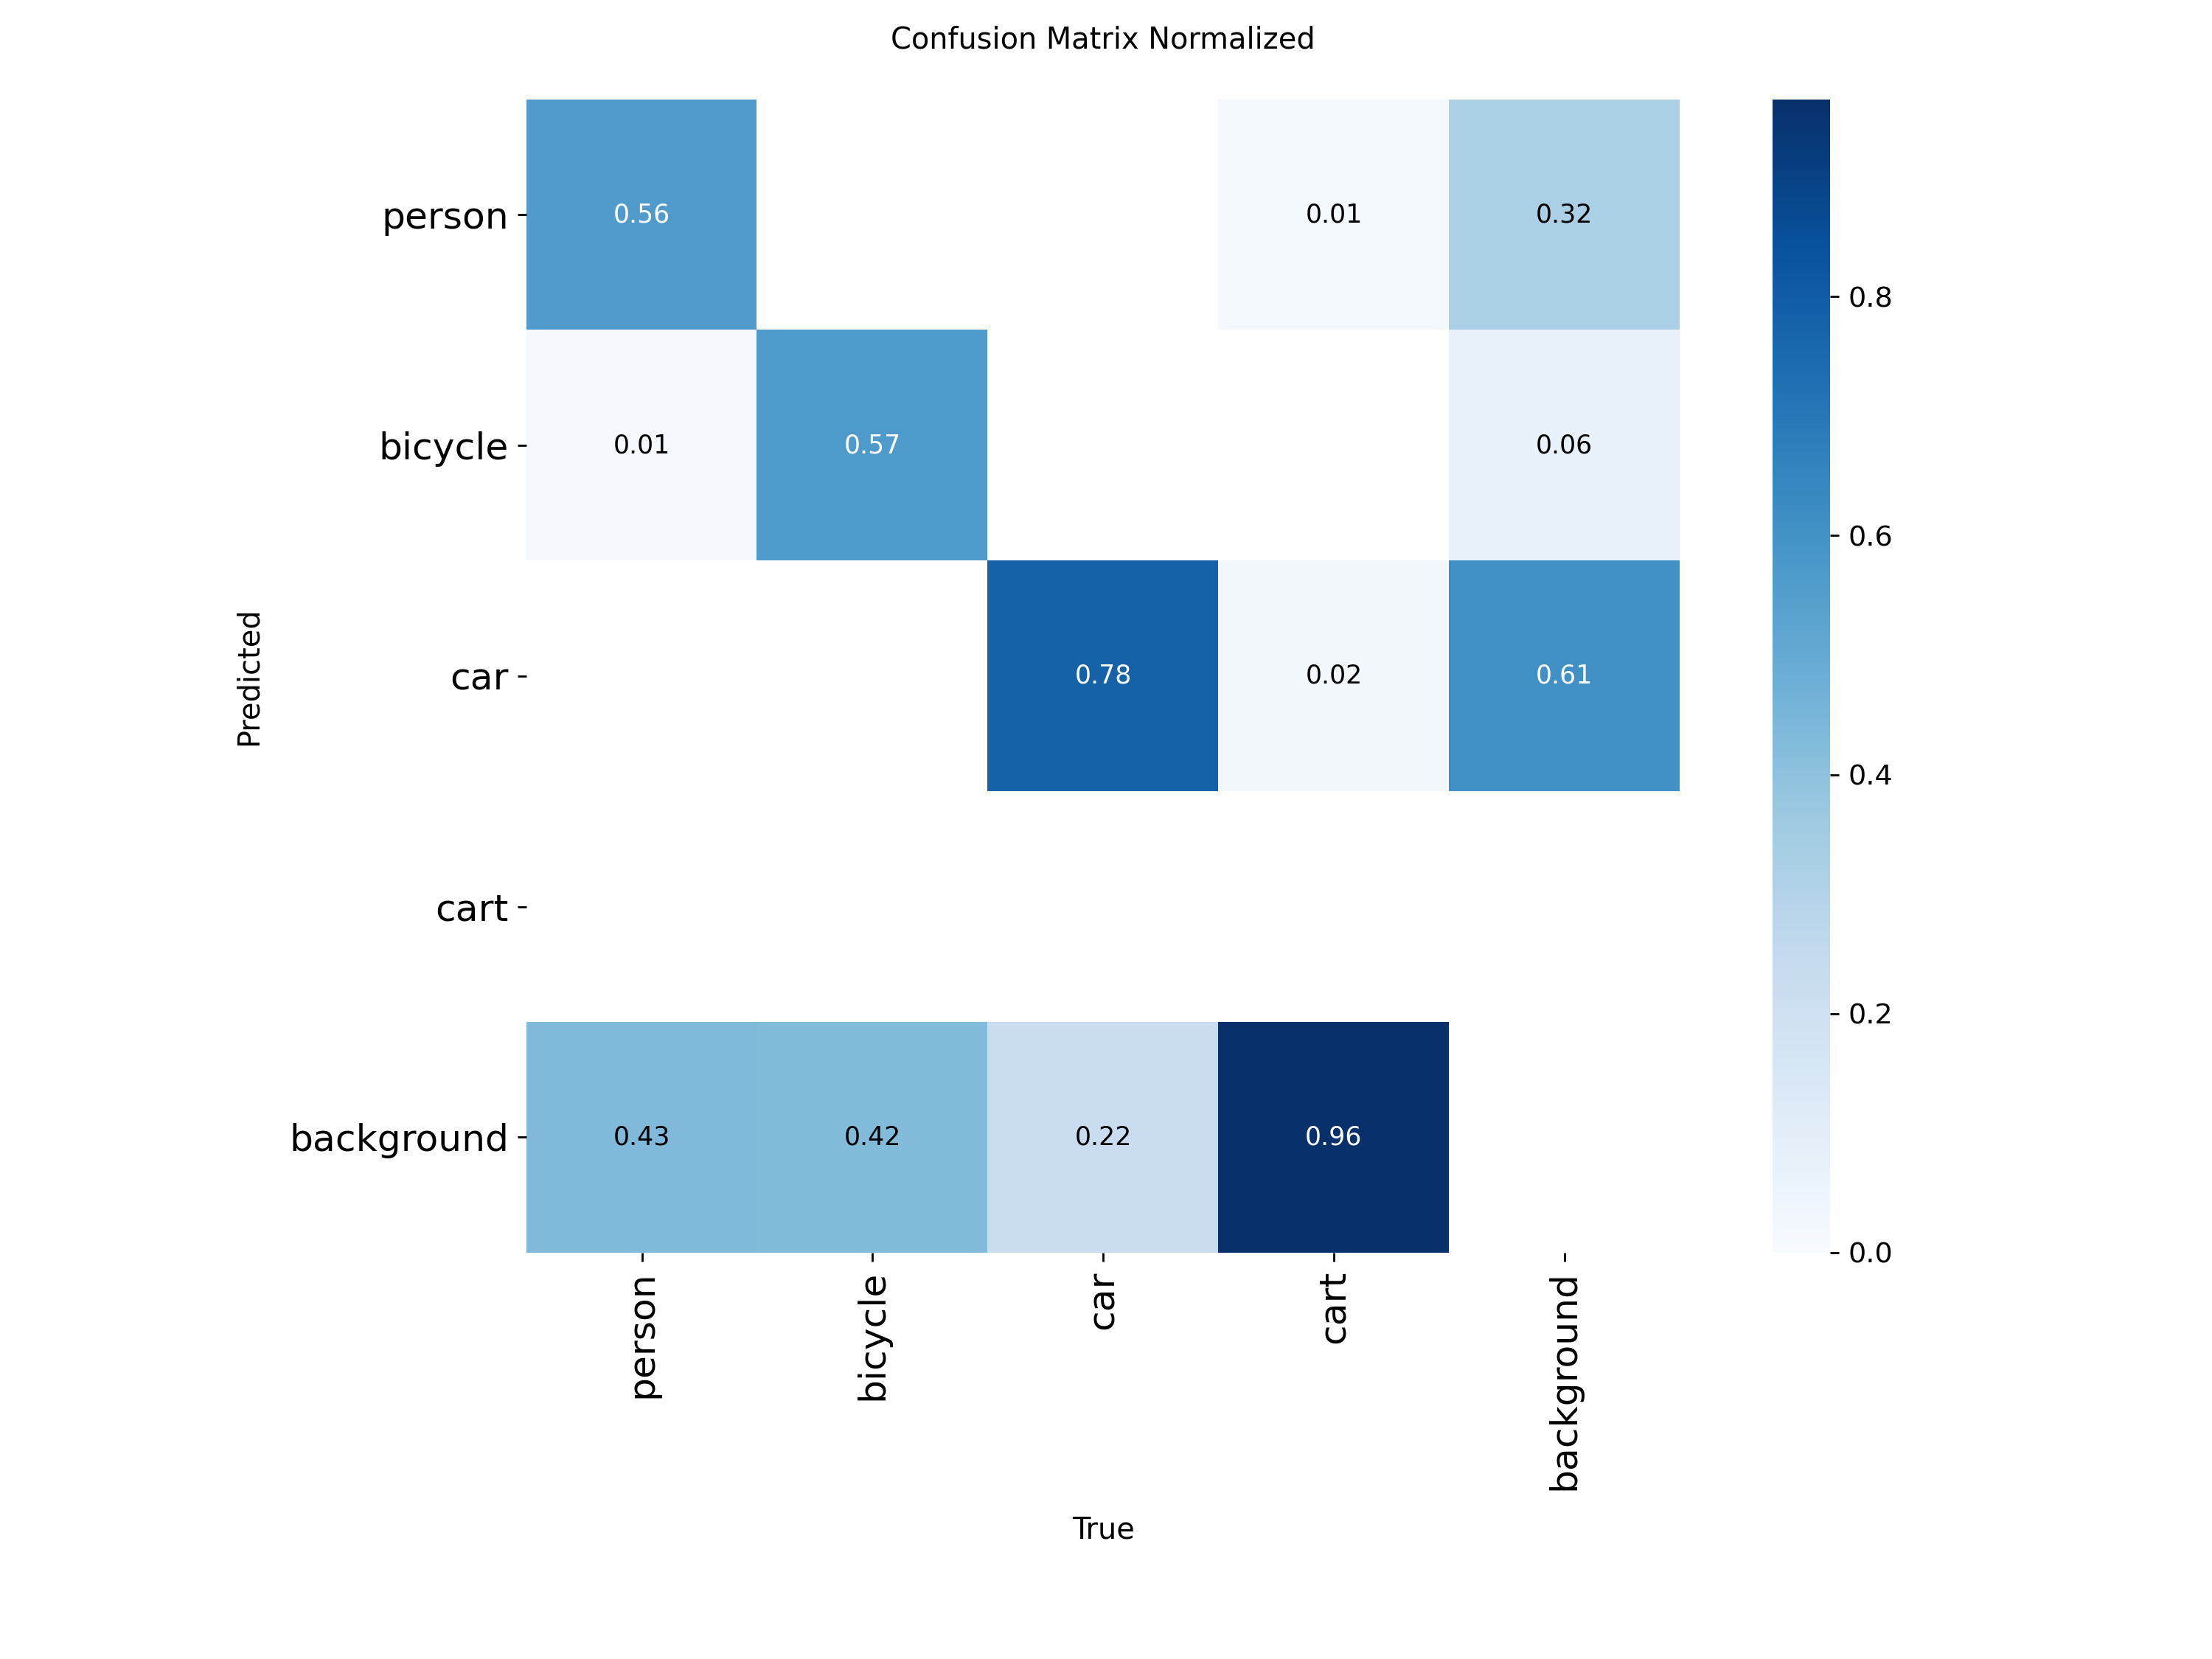 Confusion Matrix Normalized
person
0.56
0.01
0.32
bicycle
0.01
0.57
0.06
car
0.78
0.02
0.61
cart
background
0.43
0.42
0.22
0.96
Predicted
person
bicycle
car
cart
background
True
0.8
0.6
0.4
0.2
0.0